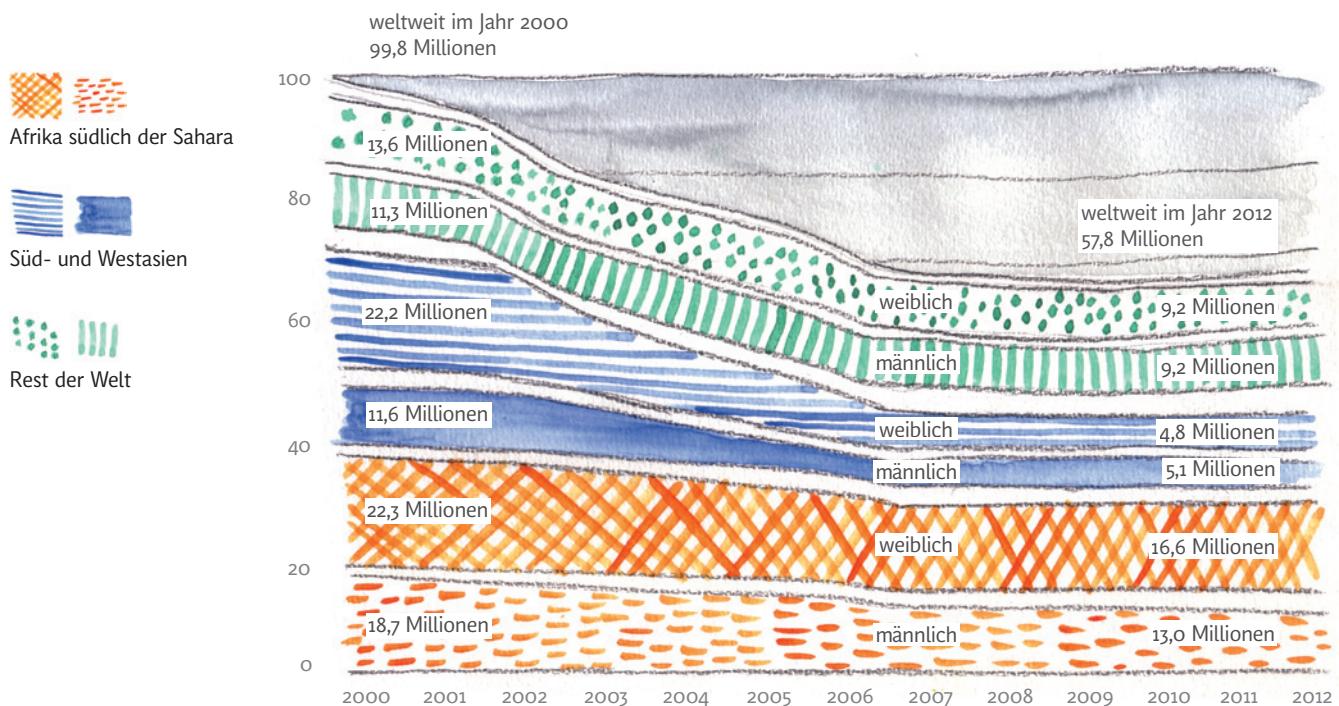 weltweit im Jahr 2000
99,8 Millionen
Afrika südlich der Sahara
Süd- und Westasien
Rest der Welt
100
80
60
40
20
0
13,6 Millionen
11,3 Millionen
22,2 Millionen
11,6 Millionen
22,3 Millionen
18,7 Millionen
weiblich
männlich
weiblich
männlich
weiblich
männlich
weltweit im Jahr 2012
57,8 Millionen
9,2 Millionen
9,2 Millionen
4,8 Millionen
5,1 Millionen
16,6 Millionen
13,0 Millionen
2000 2001 2002 2003 2004 2005 2006 2007 2008 2009 2010 2011 2012